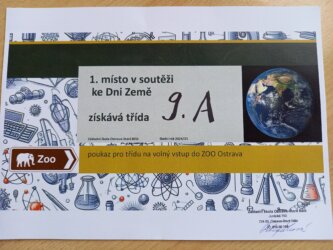 1. místo v soutěži
ke Dni Země
získává třída 9.A
Zoo
poukaz pro třídu na volný vstup do ZOO Ostrava